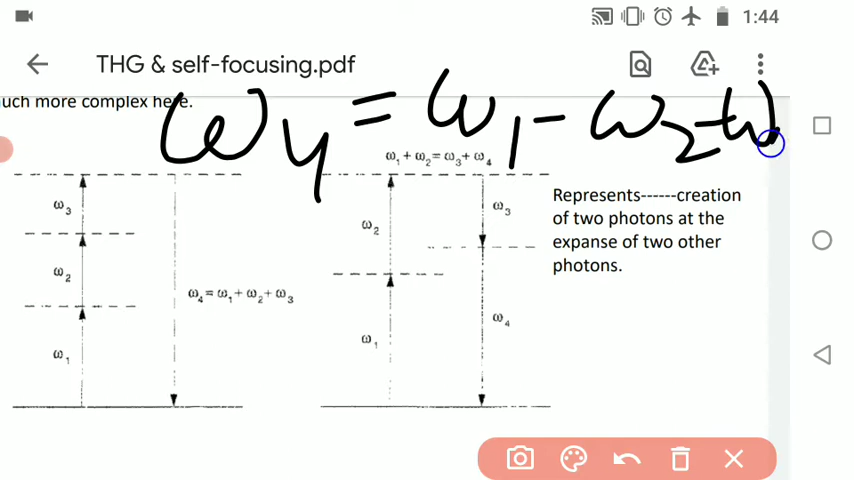 1:44
THG & self-focusing.pdf
uch more complex here.
ω4 = ω1 - ω2 - ω
ω1 + ω2 = ω3 + ω4
ω3
ω2
ω1
ω4 = ω1 + ω2 + ω3
ω2
ω1
ω3
ω4
Represents------creation
of two photons at the
expanse of two other
photons.